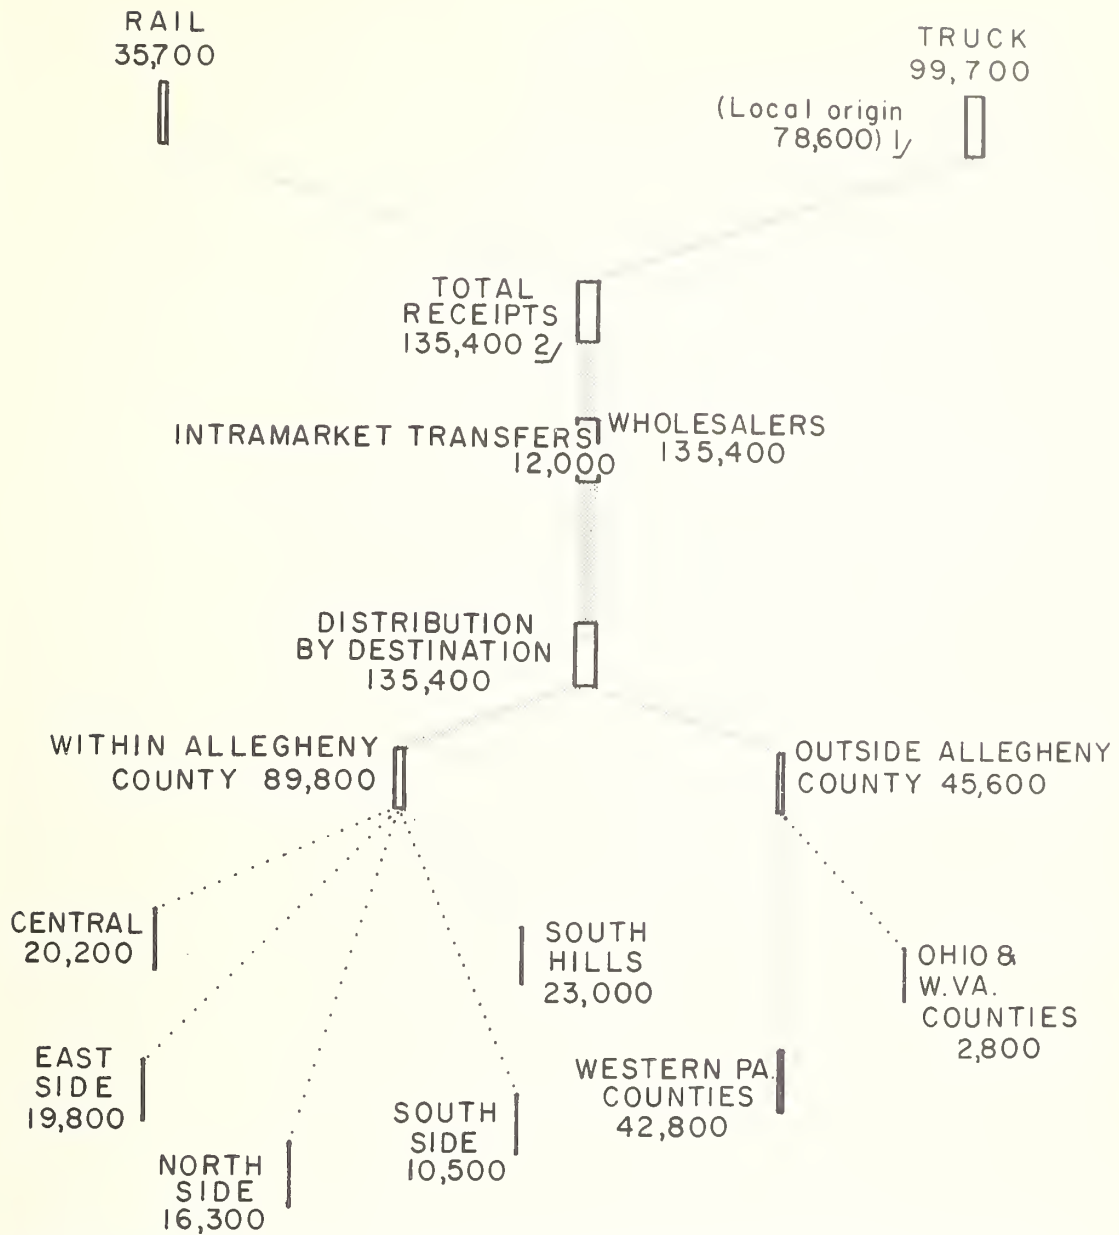 RAIL
35,700
TRUCK
99,700
(Local origin
78,600) 1/
TOTAL
RECEIPTS
135,400 2/
INTRAMARKET TRANSFERS
12,000
WHOLESALERS
135,400
DISTRIBUTION
BY DESTINATION
135,400
WITHIN ALLEGHENY
COUNTY 89,800
OUTSIDE ALLEGHENY
COUNTY 45,600
CENTRAL
20,200
SOUTH
HILLS
23,000
OHIO &
W.VA.
COUNTIES
2,800
EAST
SIDE
19,800
WESTERN PA.
COUNTIES
42,800
SOUTH
SIDE
10,500
NORTH
SIDE
16,300